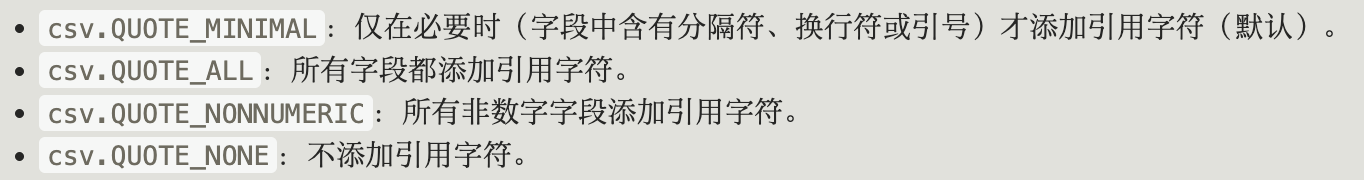 • csv.QUOTE_MINIMAL：仅在必要时（字段中含有分隔符、换行符或引号）才添加引用字符（默认）。
• csv.QUOTE_ALL：所有字段都添加引用字符。
• csv.QUOTE_NONNUMERIC：所有非数字字段添加引用字符。
• csv.QUOTE_NONE：不添加引用字符。